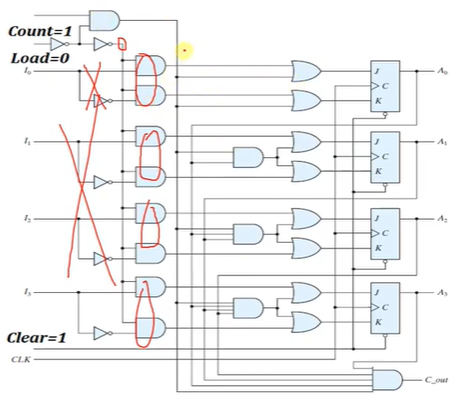 Count=1
Load=0
I₀
J
C
K
A₀
I₁
J
C
K
A₁
I₂
J
C
K
A₂
I₃
J
C
K
A₃
Clear=1
CLK
C_out